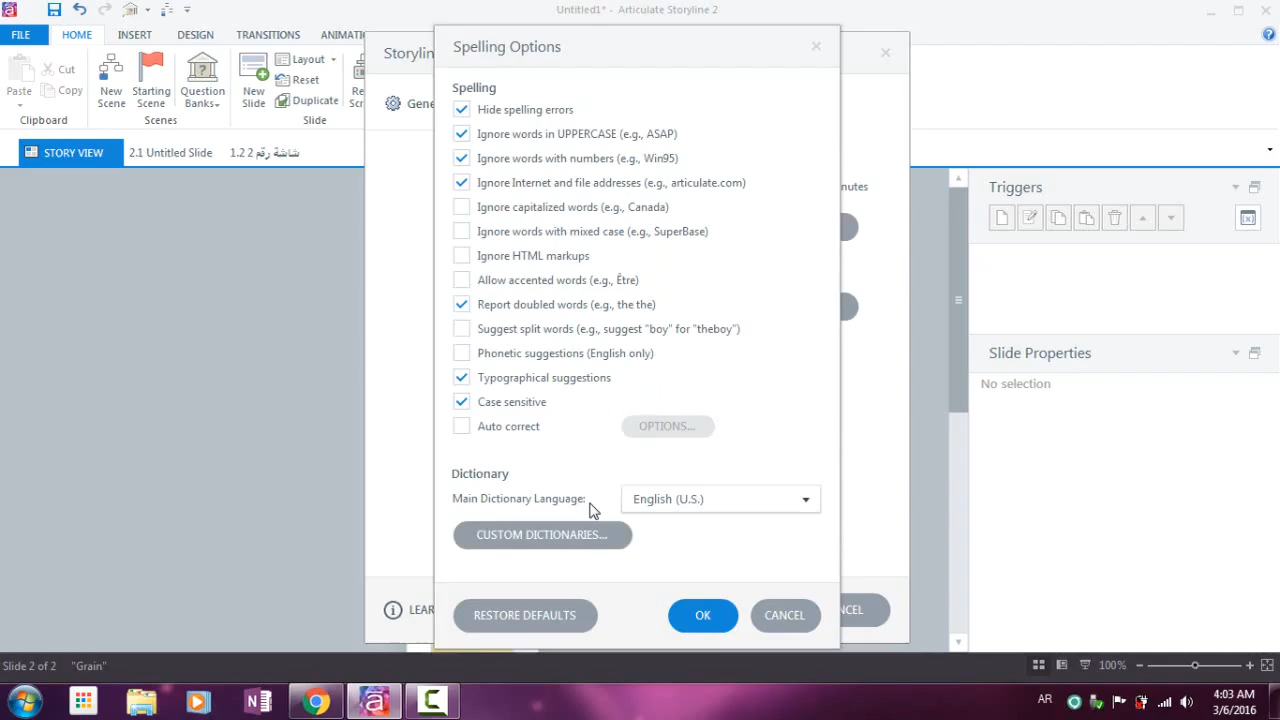 Untitled1* - Articulate Storyline 2
FILE
HOME
INSERT
DESIGN
TRANSITIONS
Paste
Cut
Copy
Clipboard
New Scene
Starting Scene
Question Banks
Scenes
New Slide
Layout
Reset
Duplicate
Slide
STORY VIEW
2.1 Untitled Slide
1.2 شاشة رقم 2
Spelling Options
Spelling
Hide spelling errors
Ignore words in UPPERCASE (e.g., ASAP)
Ignore words with numbers (e.g., Win95)
Ignore Internet and file addresses (e.g., articulate.com)
Ignore capitalized words (e.g., Canada)
Ignore words with mixed case (e.g., SuperBase)
Ignore HTML markups
Allow accented words (e.g., Être)
Report doubled words (e.g., the the)
Suggest split words (e.g., suggest "boy" for "theboy")
Phonetic suggestions (English only)
Typographical suggestions
Case sensitive
Auto correct
OPTIONS...
Dictionary
Main Dictionary Language:
English (U.S.)
CUSTOM DICTIONARIES...
RESTORE DEFAULTS
OK
CANCEL
Triggers
Slide Properties
No selection
Slide 2 of 2
"Grain"
100%
AR
4:03 AM
3/6/2016